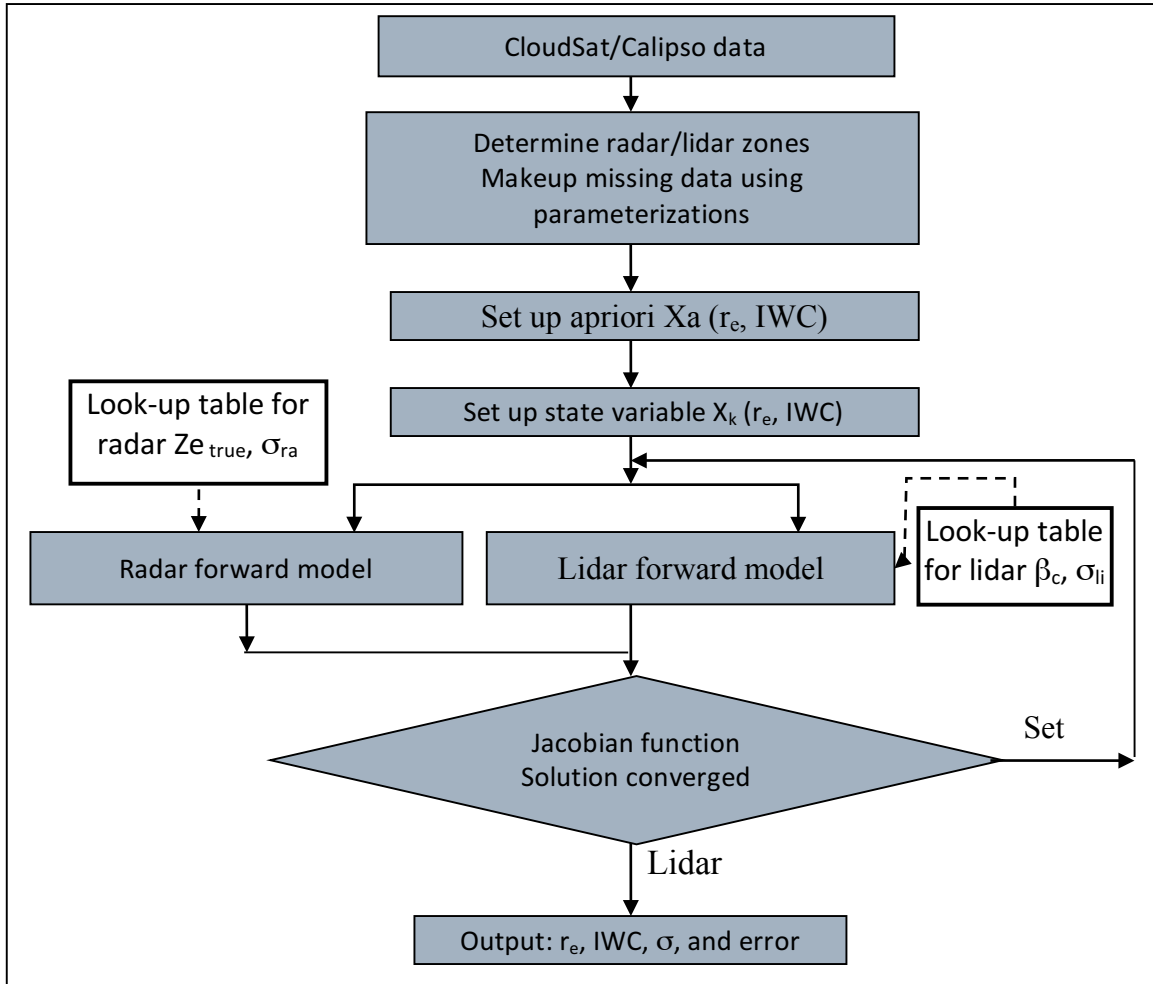 CloudSat/Calipso data
Determine radar/lidar zones
Makeup missing data using
parameterizations
Set up apriori Xa (rₑ, IWC)
Set up state variable Xₖ (rₑ, IWC)
Look-up table for
radar Ze true, σra
Radar forward model
Lidar forward model
Look-up table
for lidar βc, σli
Jacobian function
Solution converged
Set
Lidar
Output: rₑ, IWC, σ, and error